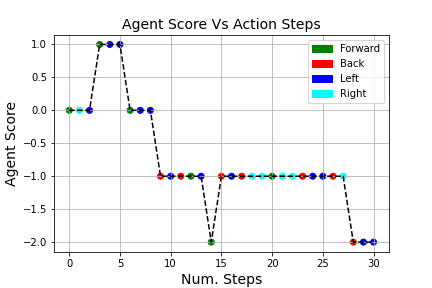 Agent Score Vs Action Steps
Agent Score
1.0
0.5
0.0
−0.5
−1.0
−1.5
−2.0
Forward
Back
Left
Right
0 5 10 15 20 25 30
Num. Steps